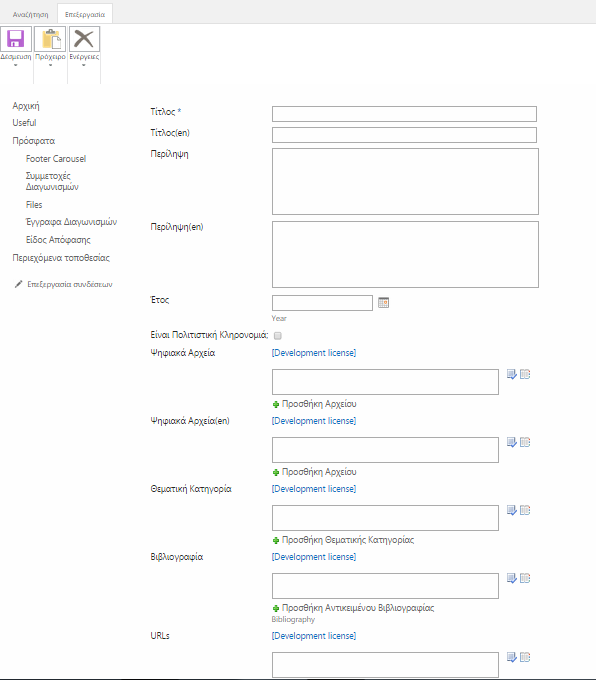 Αναζήτηση
Επεξεργασία
Δέσμευση
Πρόχειρο
Ενέργειες
Αρχική
Useful
Πρόσφατα
Footer Carousel
Συμμετοχές
Διαγωνισμών
Files
Έγγραφα Διαγωνισμών
Είδος Απόφασης
Περιεχόμενα τοποθεσίας
Επεξεργασία συνδέσεων
Τίτλος *
Τίτλος(en)
Περίληψη
Περίληψη(en)
Έτος
Year
Είναι Πολιτιστική Κληρονομιά;
Ψηφιακά Αρχεία
[Development license]
Προσθήκη Αρχείου
Ψηφιακά Αρχεία(en)
[Development license]
Προσθήκη Αρχείου
Θεματική Κατηγορία
[Development license]
Προσθήκη Θεματικής Κατηγορίας
Βιβλιογραφία
[Development license]
Προσθήκη Αντικειμένου Βιβλιογραφίας
Bibliography
URLs
[Development license]